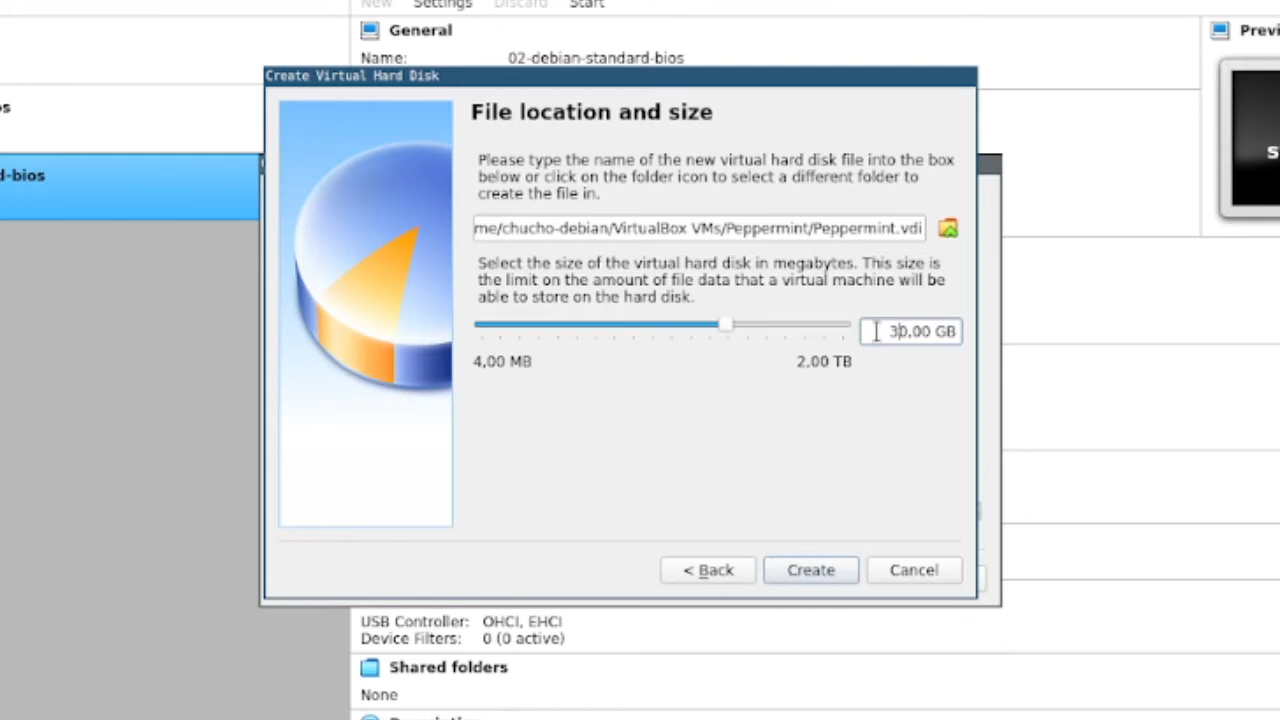 New Settings Discard Start
General
Previ
Name: 02-debian-standard-bios
Create Virtual Hard Disk
os
d-bios
File location and size
Please type the name of the new virtual hard disk file into the box
below or click on the folder icon to select a different folder to
create the file in.
me/chucho-debian/VirtualBox VMs/Peppermint/Peppermint.vdi
Select the size of the virtual hard disk in megabytes. This size is
the limit on the amount of file data that a virtual machine will be
able to store on the hard disk.
30,00 GB
4,00 MB 2,00 TB
< Back Create Cancel
USB Controller: OHCI, EHCI
Device Filters: 0 (0 active)
Shared folders
None
Description